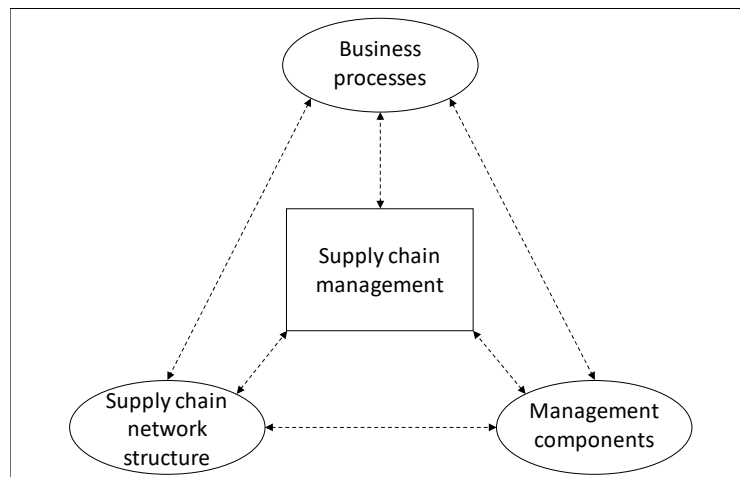 Business
processes
Supply chain
management
Supply chain
network
structure
Management
components